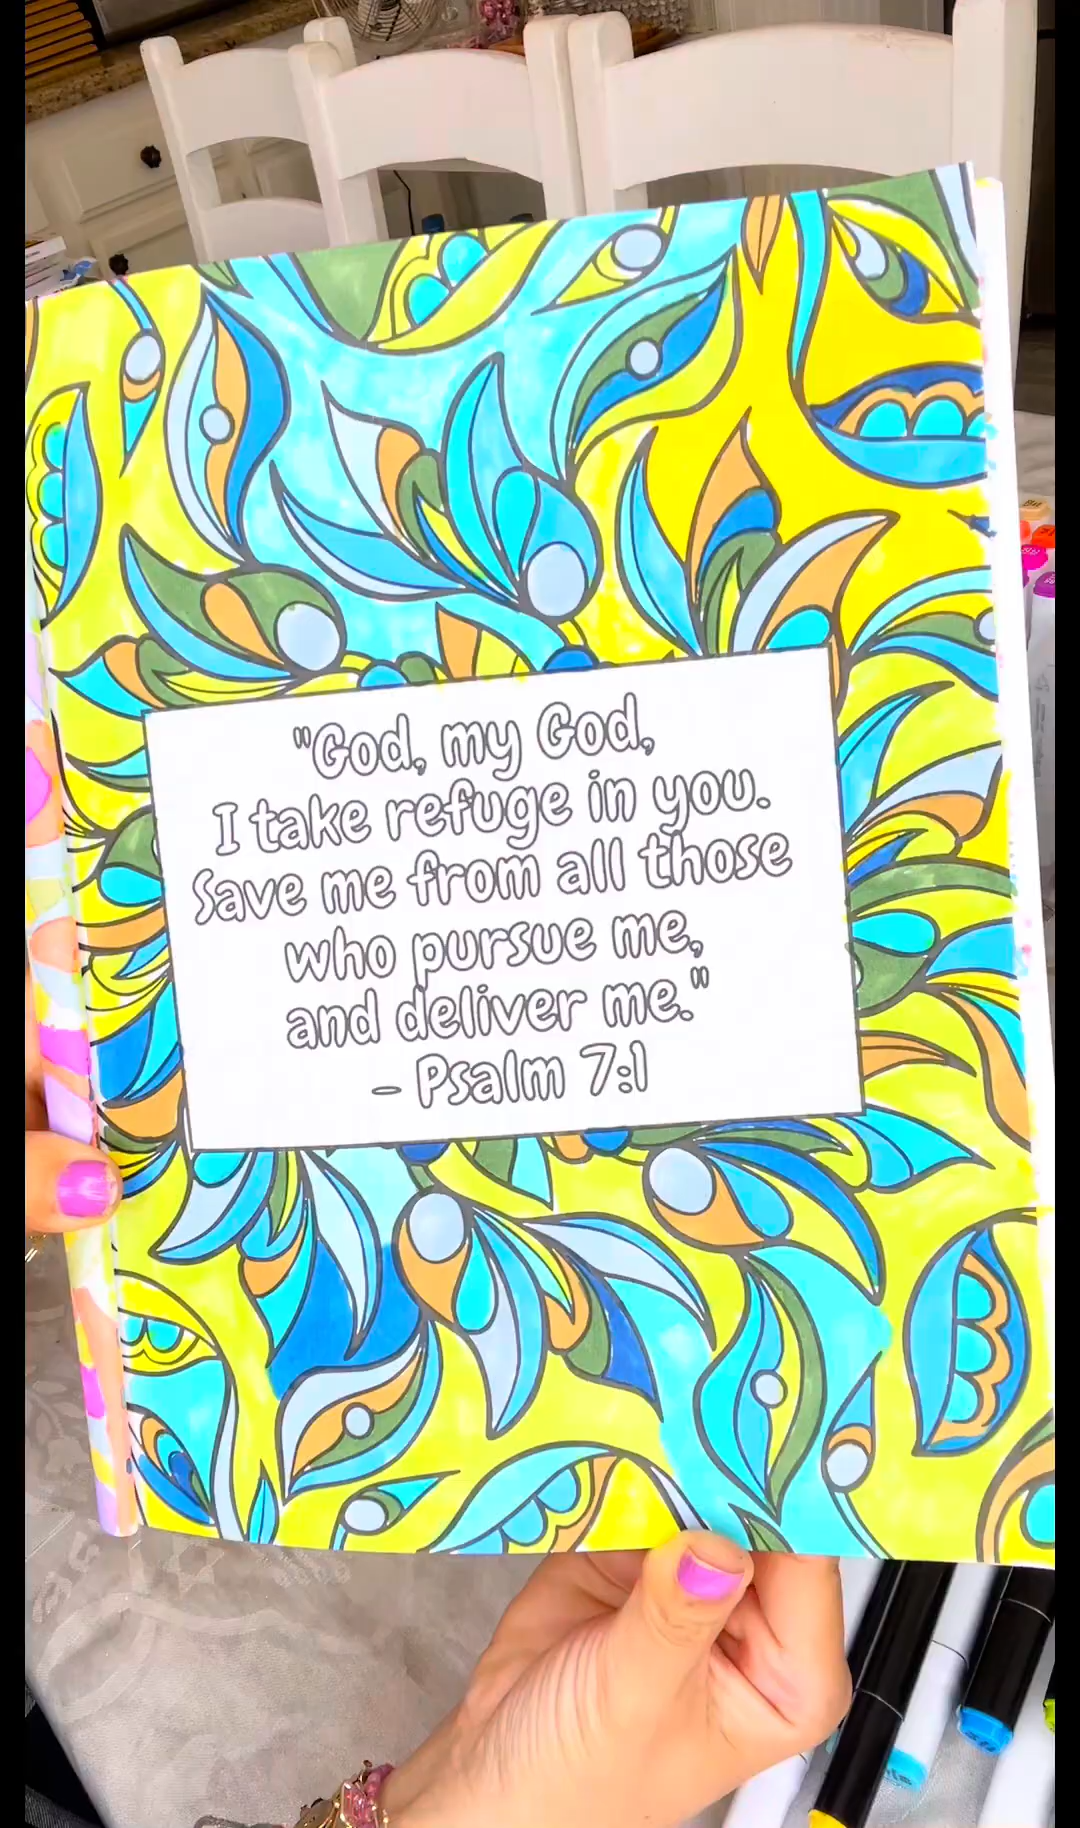 "God, my God,
I take refuge in you.
Save me from all those
who pursue me,
and deliver me."
- Psalm 7:1